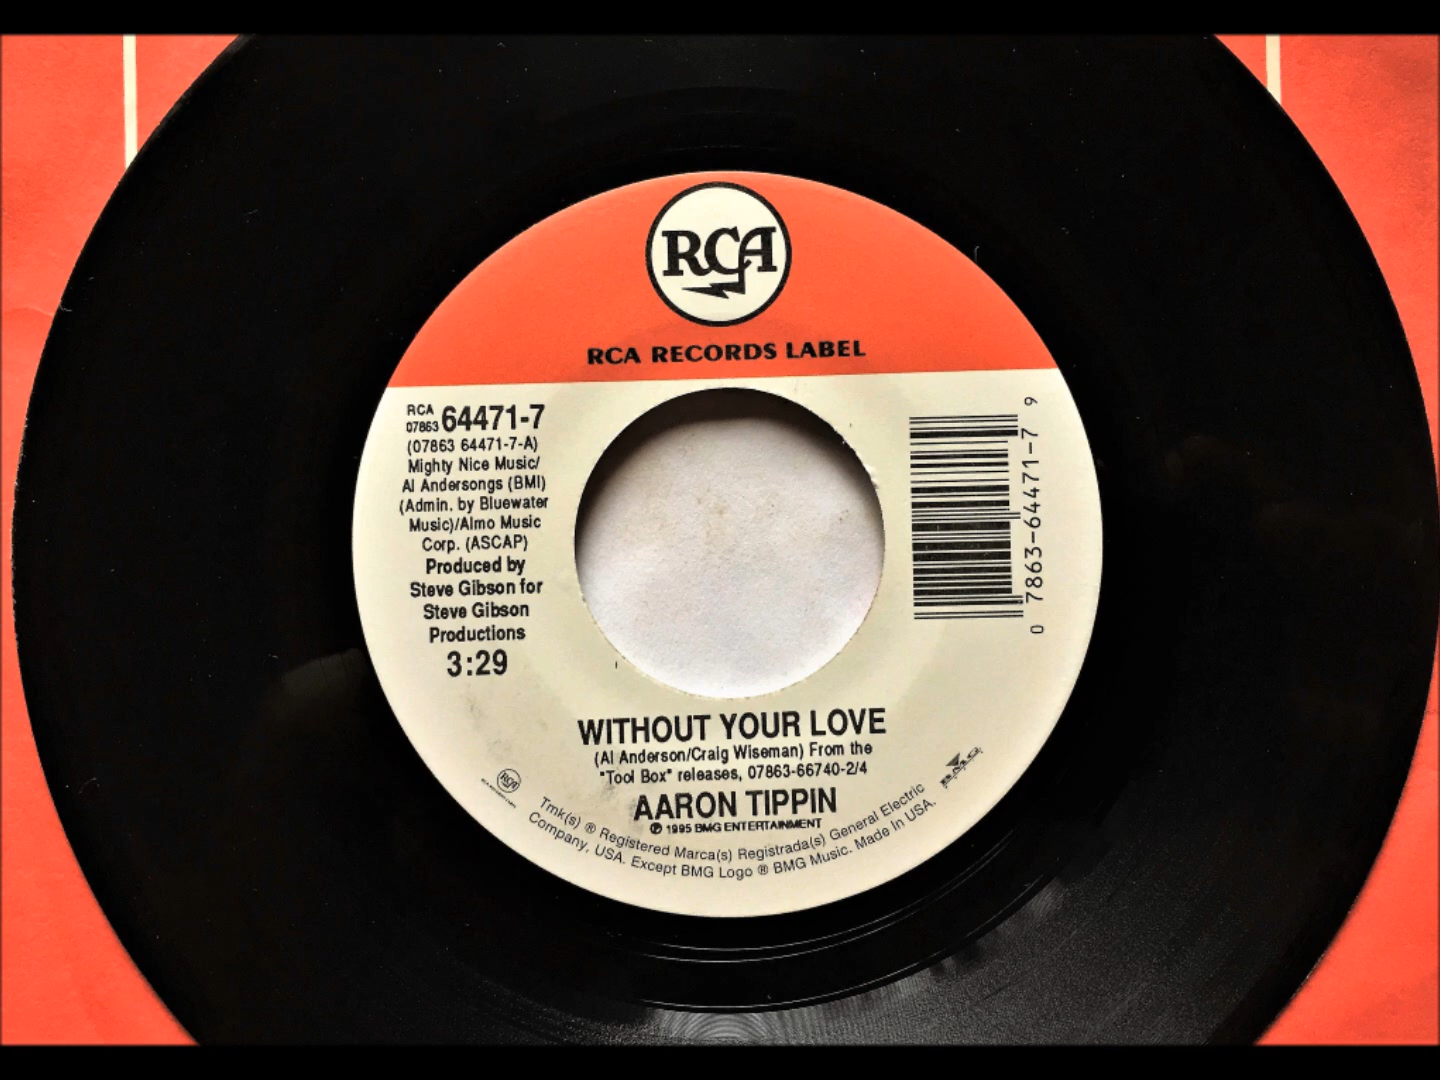 RCA
RCA RECORDS LABEL
RCA
07863 64471-7
(07863 64471-7-A)
Mighty Nice Music/
Al Andersongs (BMI)
(Admin. by Bluewater
Music)/Almo Music
Corp. (ASCAP)
Produced by
Steve Gibson for
Steve Gibson
Productions
3:29
0 7863-64471-7 9
WITHOUT YOUR LOVE
(Al Anderson/Craig Wiseman) From the
"Tool Box" releases, 07863-66740-2/4
AARON TIPPIN
℗ 1995 BMG ENTERTAINMENT
RCA
BMG
Tmk(s) ® Registered Marca(s) Registrada(s) General Electric
Company, USA. Except BMG Logo ® BMG Music. Made in USA.